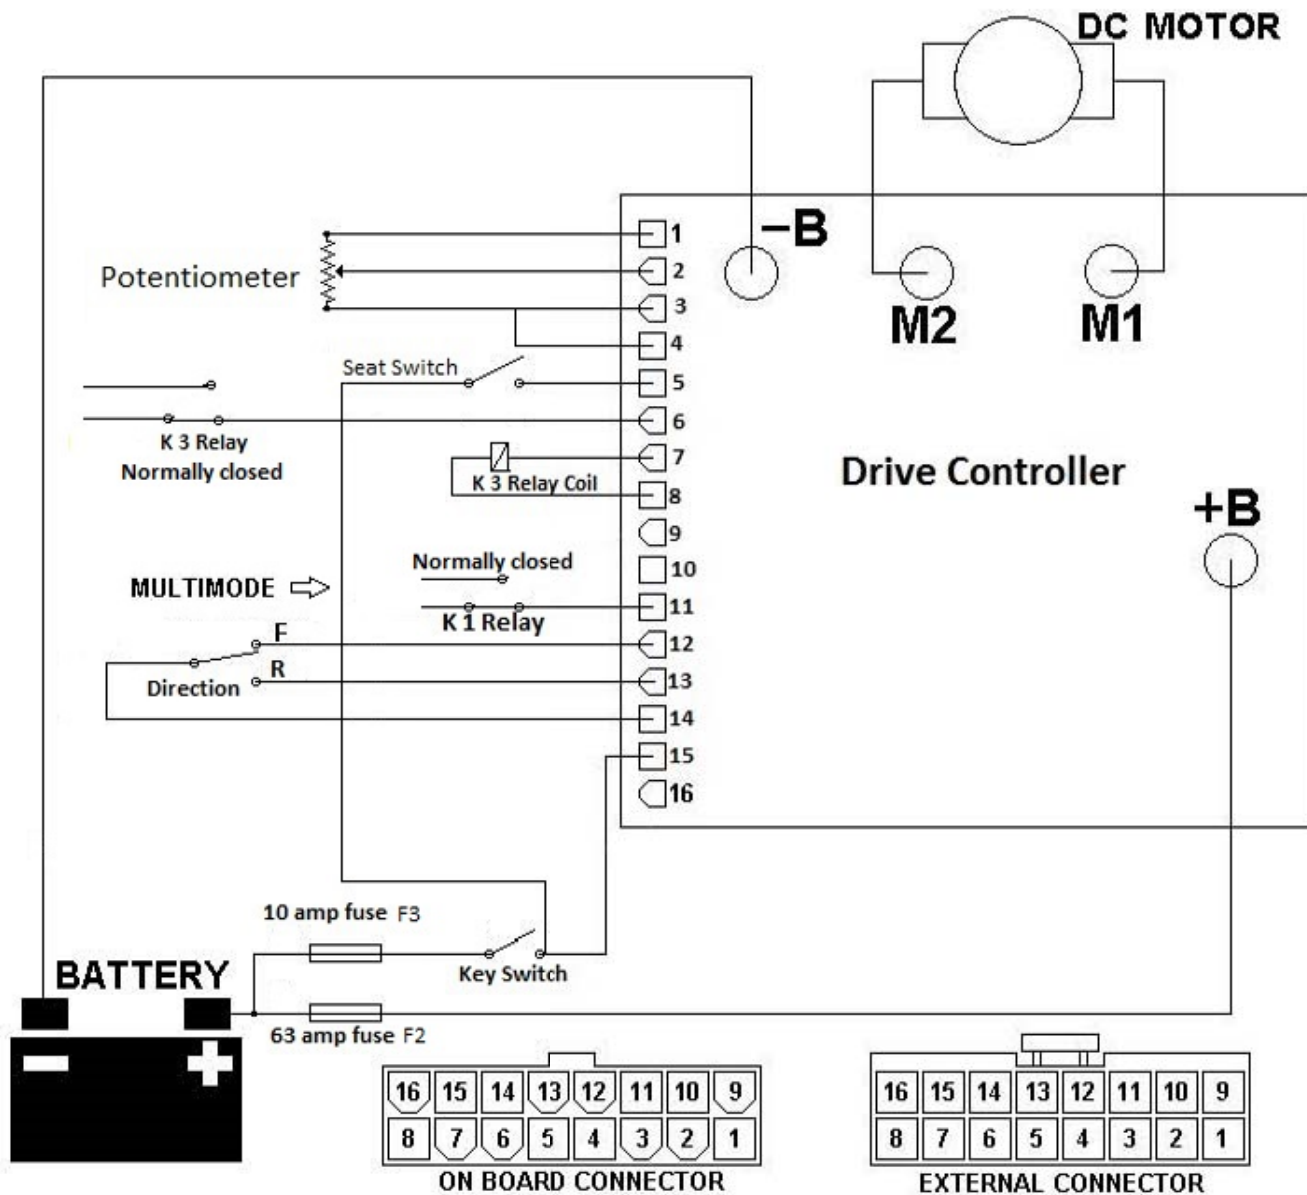 DC MOTOR
−B
M2
M1
Potentiometer
1
2
3
4
Seat Switch
5
6
K 3 Relay
Normally closed
7
K 3 Relay Coil
8
Drive Controller
+B
9
10
Normally closed
MULTIMODE
11
K 1 Relay
F
12
R
13
Direction
14
15
16
10 amp fuse F3
Key Switch
BATTERY
63 amp fuse F2
− +
16 15 14 13 12 11 10 9
8 7 6 5 4 3 2 1
ON BOARD CONNECTOR
16 15 14 13 12 11 10 9
8 7 6 5 4 3 2 1
EXTERNAL CONNECTOR